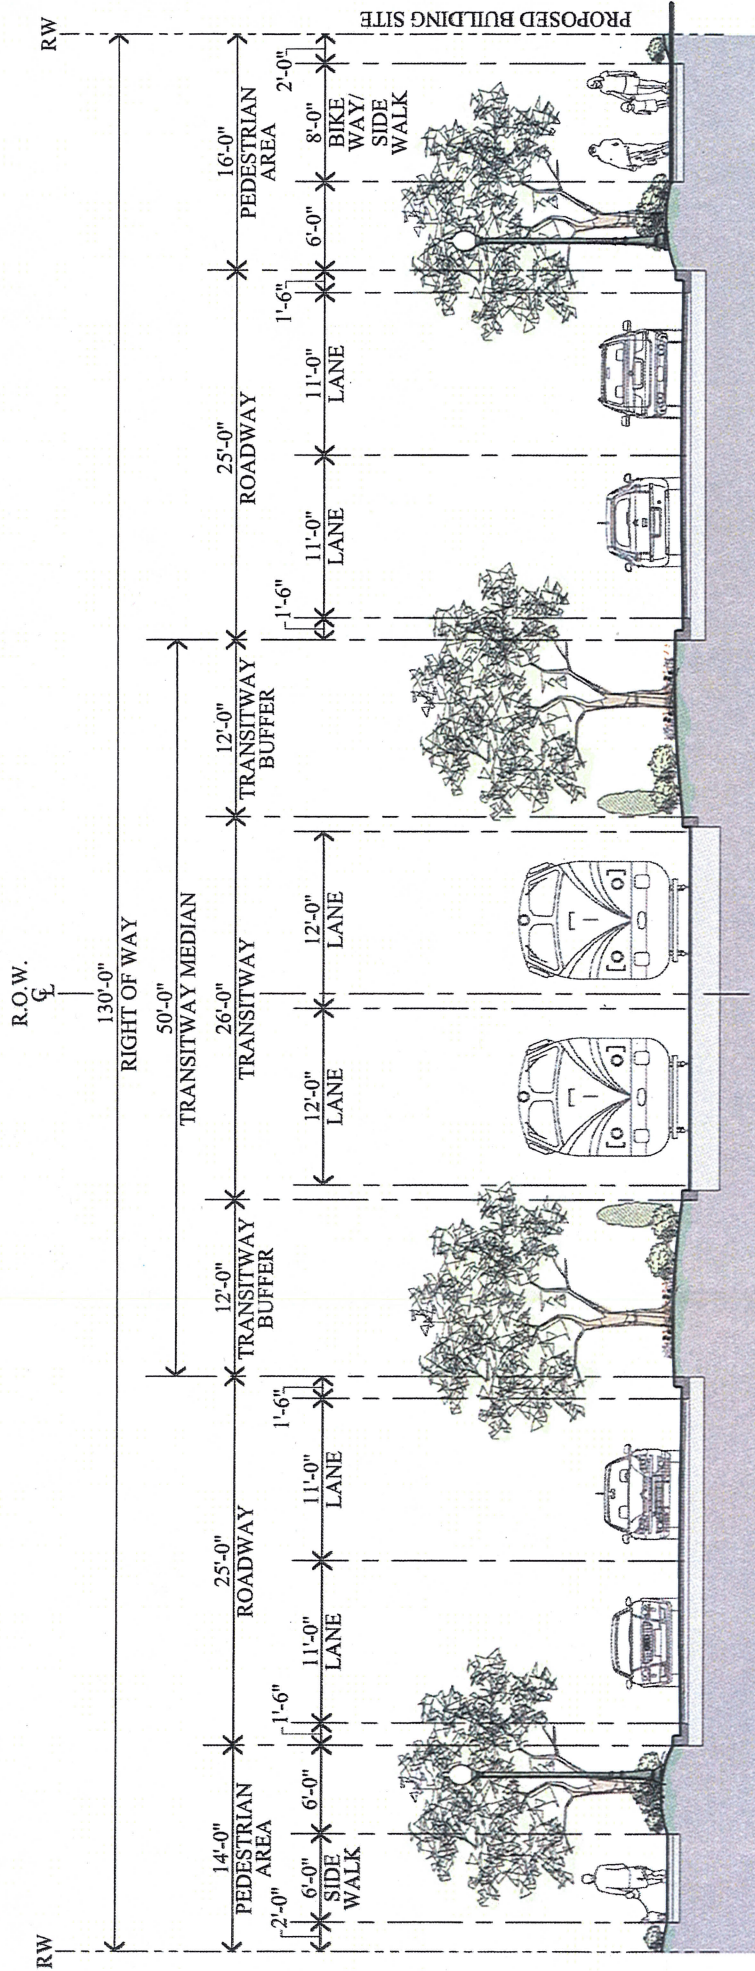 R.O.W.
CL
RW
RW
130'-0"
RIGHT OF WAY
50'-0"
TRANSITWAY MEDIAN
14'-0"
PEDESTRIAN
AREA
25'-0"
ROADWAY
12'-0"
TRANSITWAY
BUFFER
26'-0"
TRANSITWAY
12'-0"
TRANSITWAY
BUFFER
25'-0"
ROADWAY
16'-0"
PEDESTRIAN
AREA
2'-0"
6'-0"
SIDE
WALK
6'-0"
1'-6"
11'-0"
LANE
11'-0"
LANE
1'-6"
12'-0"
LANE
12'-0"
LANE
1'-6"
11'-0"
LANE
11'-0"
LANE
1'-6"
6'-0"
8'-0"
BIKE
WAY/
SIDE
WALK
2'-0"
PROPOSED BUILDING SITE